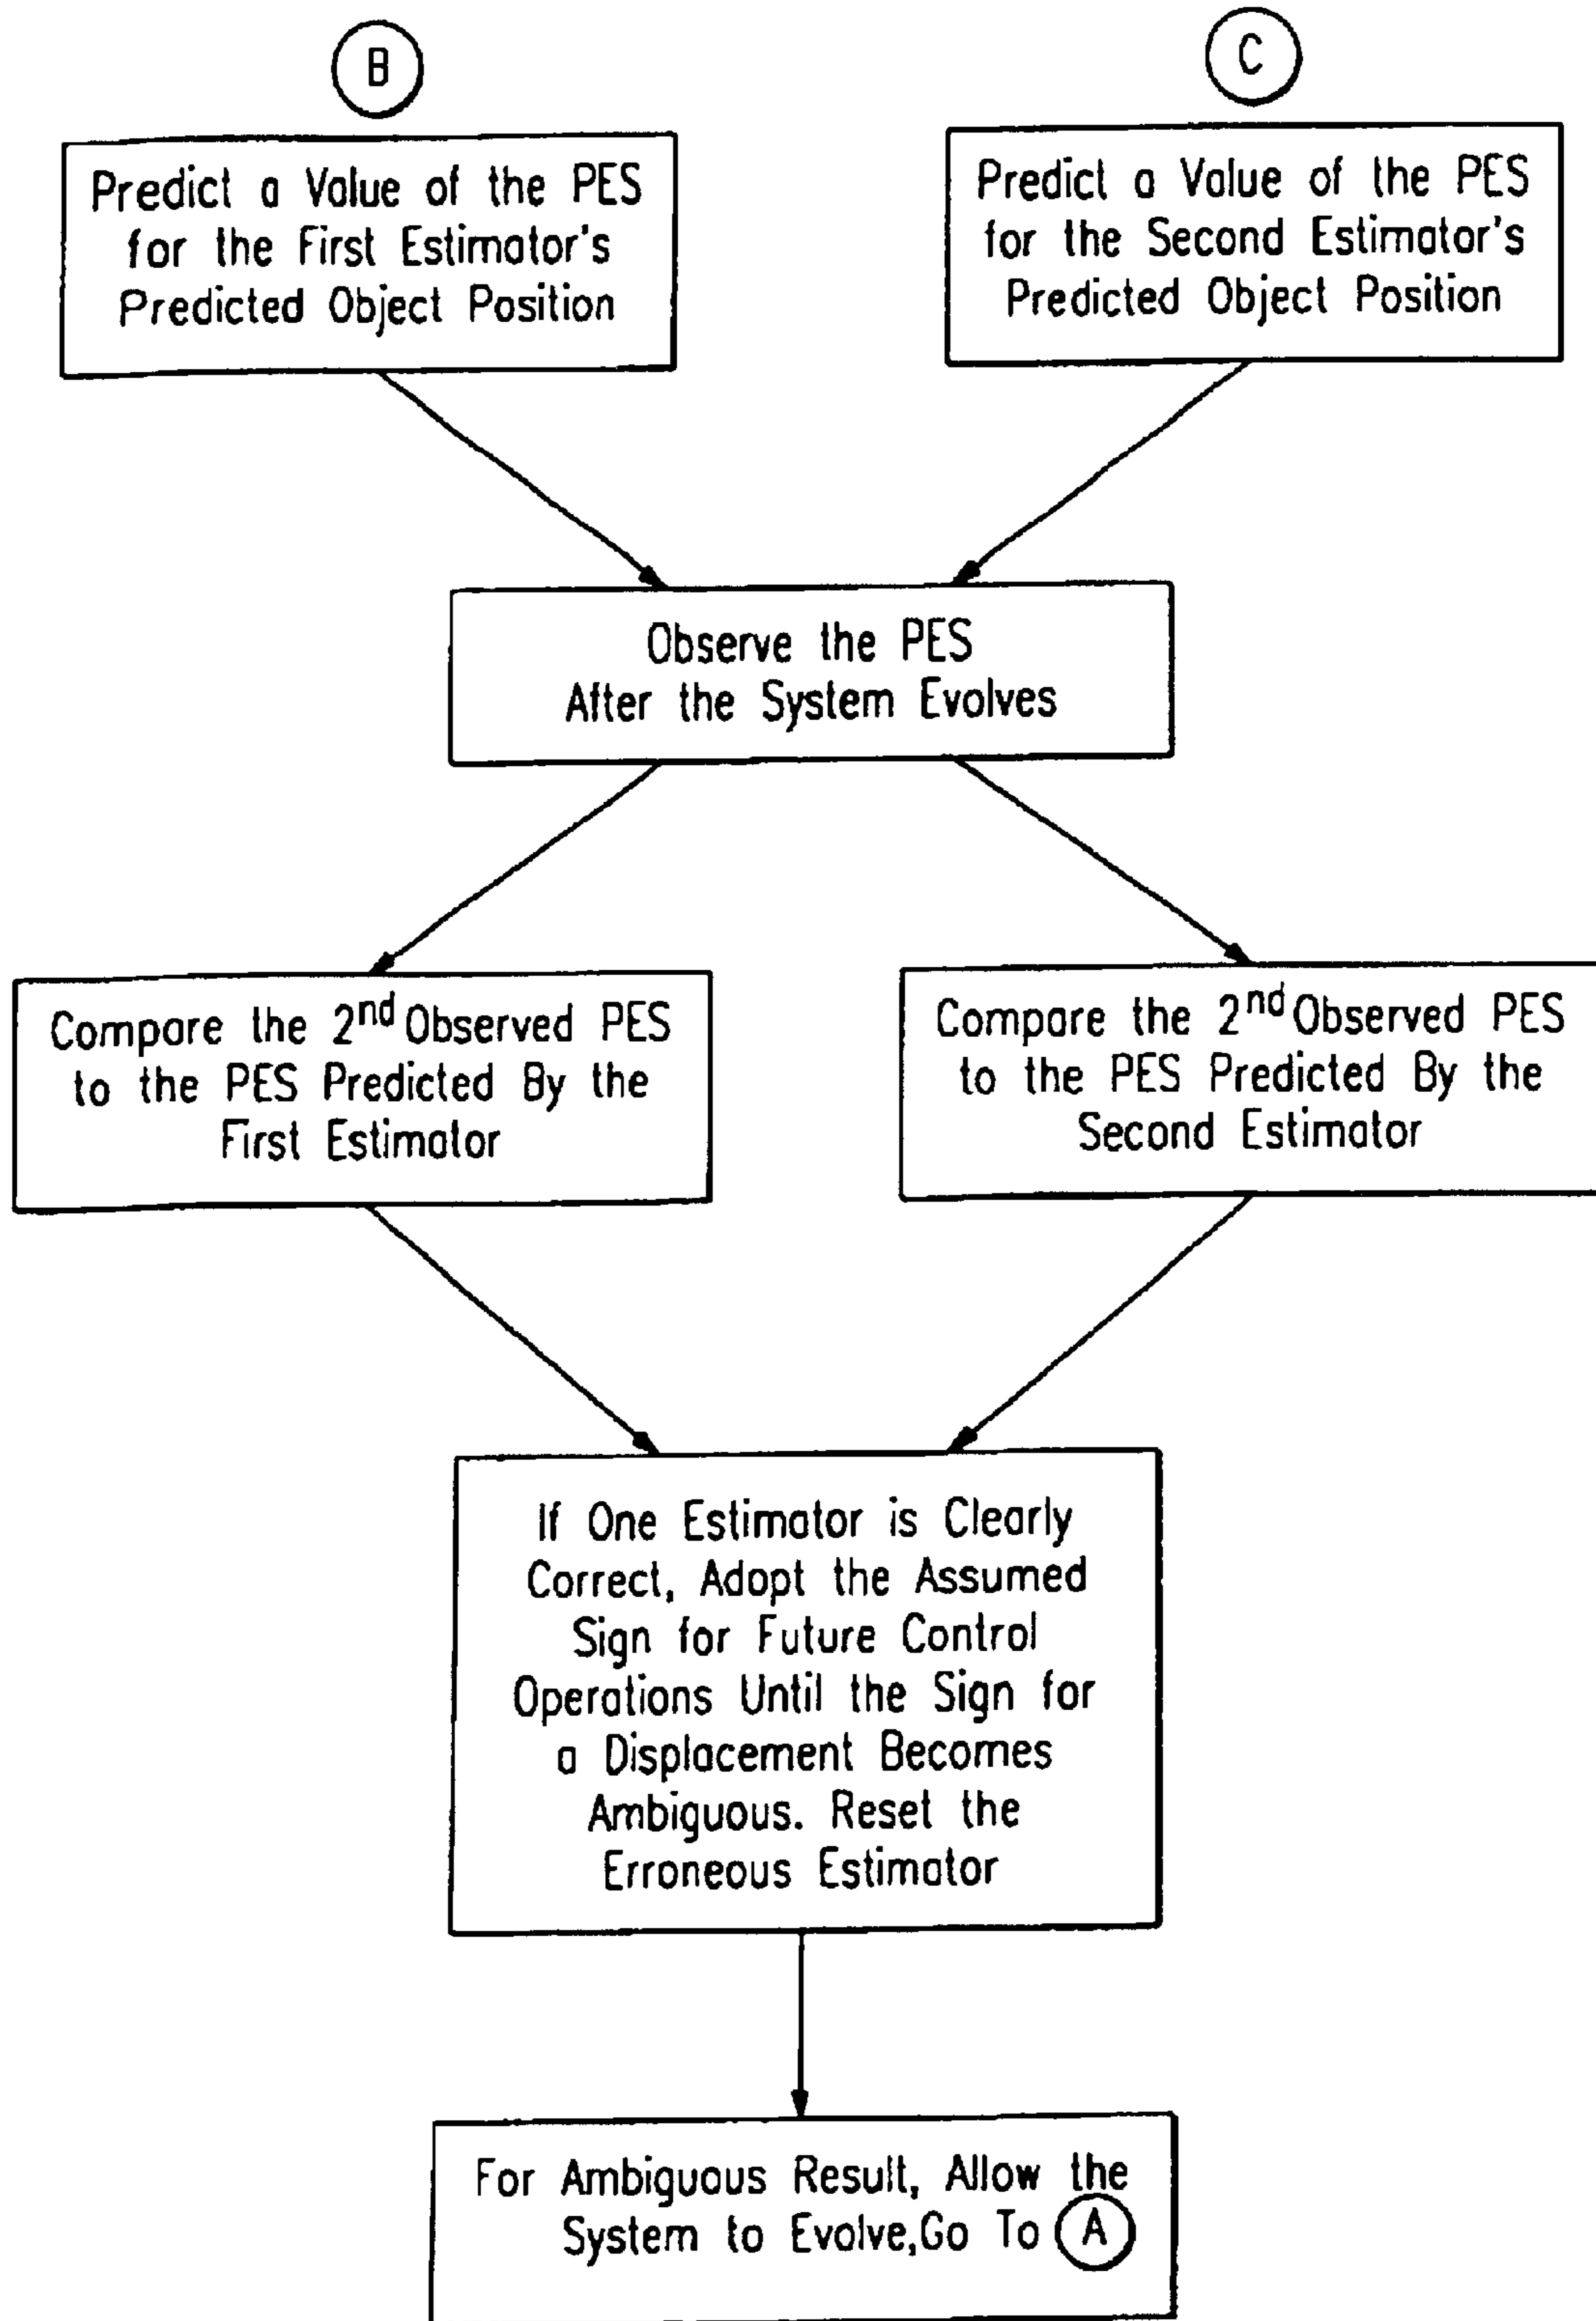 B
Predict a Value of the PES
for the First Estimator's
Predicted Object Position
C
Predict a Value of the PES
for the Second Estimator's
Predicted Object Position
Observe the PES
After the System Evolves
Compare the 2nd Observed PES
to the PES Predicted By the
First Estimator
Compare the 2nd Observed PES
to the PES Predicted By the
Second Estimator
If One Estimator is Clearly
Correct, Adopt the Assumed
Sign for Future Control
Operations Until the Sign for
a Displacement Becomes
Ambiguous. Reset the
Erroneous Estimator
For Ambiguous Result, Allow the
System to Evolve,Go To A